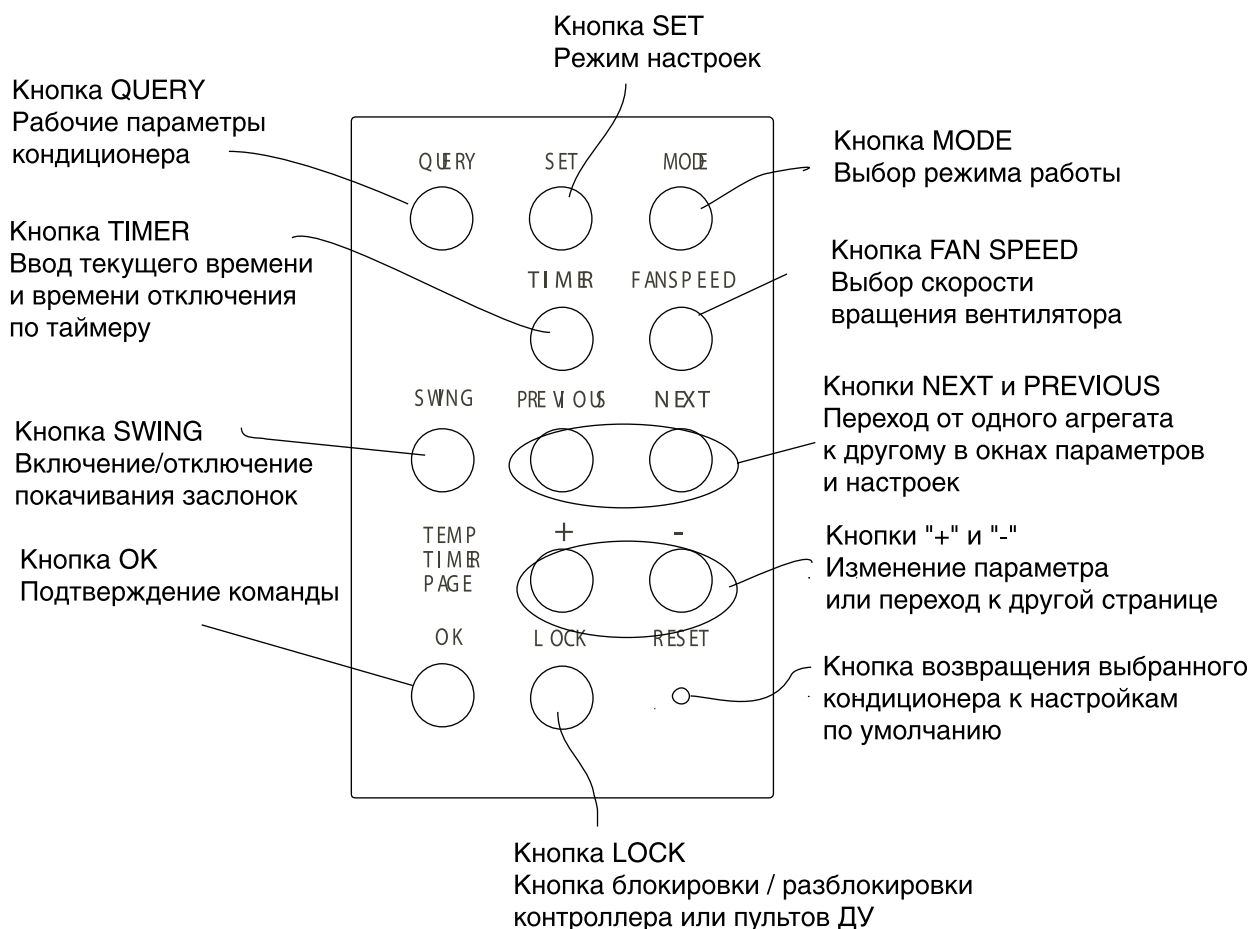 Кнопка SET
Режим настроек
Кнопка QUERY
Рабочие параметры
кондиционера
Кнопка MODE
Выбор режима работы
QUERY SET MODE
Кнопка TIMER
Ввод текущего времени
и времени отключения
по таймеру
Кнопка FAN SPEED
Выбор скорости
вращения вентилятора
TIMER FANSPEED
Кнопки NEXT и PREVIOUS
Переход от одного агрегата
к другому в окнах параметров
и настроек
SWING PREVIOUS NEXT
Кнопка SWING
Включение/отключение
покачивания заслонок
Кнопки "+" и "-"
Изменение параметра
или переход к другой странице
TEMP + -
TIMER
PAGE
Кнопка OK
Подтверждение команды
OK LOCK RESET
Кнопка возвращения выбранного
кондиционера к настройкам
по умолчанию
Кнопка LOCK
Кнопка блокировки / разблокировки
контроллера или пультов ДУ